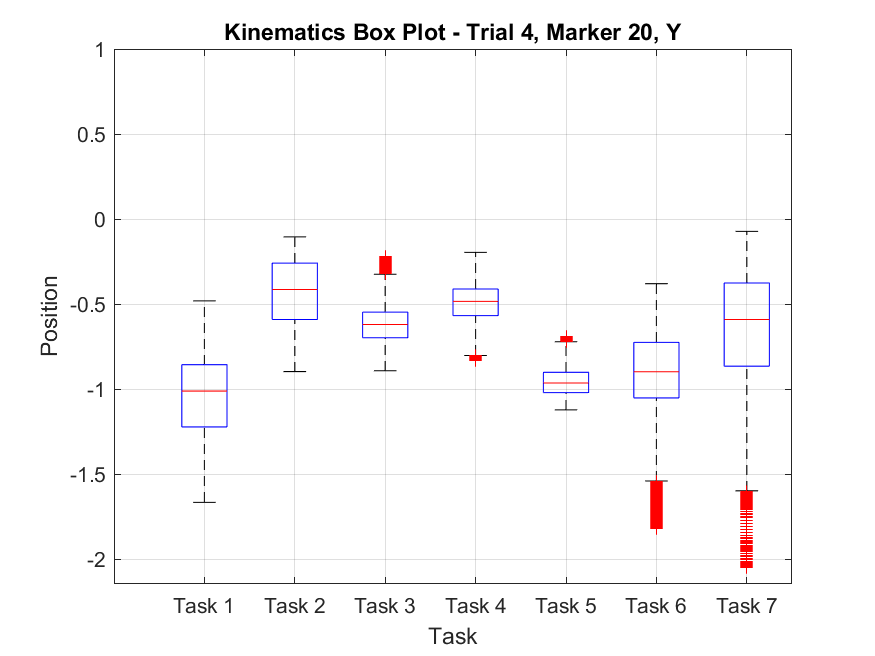 Kinematics Box Plot - Trial 4, Marker 20, Y
1
0.5
0
-0.5
-1
-1.5
-2
Position
Task 1 Task 2 Task 3 Task 4 Task 5 Task 6 Task 7
Task